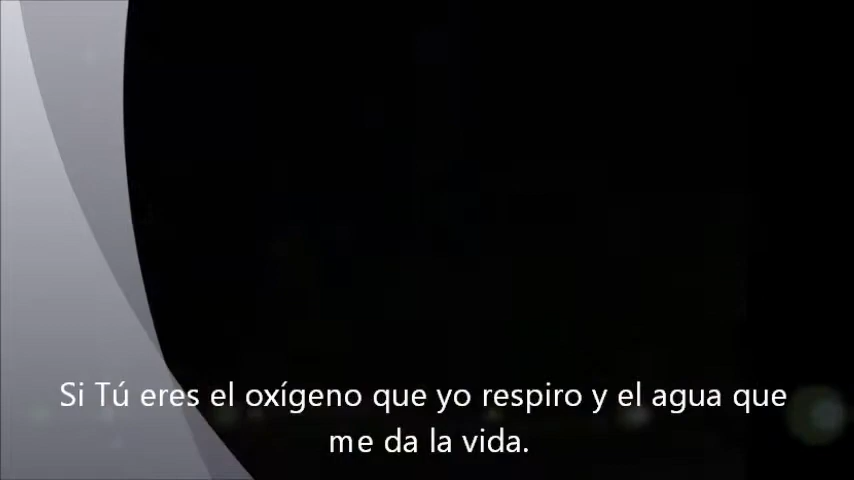 Si Tú eres el oxígeno que yo respiro y el agua que
me da la vida.